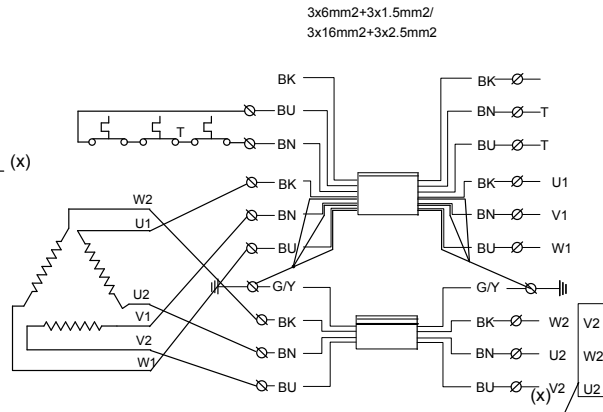 3x6mm2+3x1.5mm2/
3x16mm2+3x2.5mm2
BK BK
BU BN T
T BN BU T
(x)
W2 BK BK U1
U1 BN BN V1
BU BU W1
G/Y G/Y
U2 BK BK W2 V2
V1
V2 BN BN U2 W2
W1 BU BU V2 U2
(x)